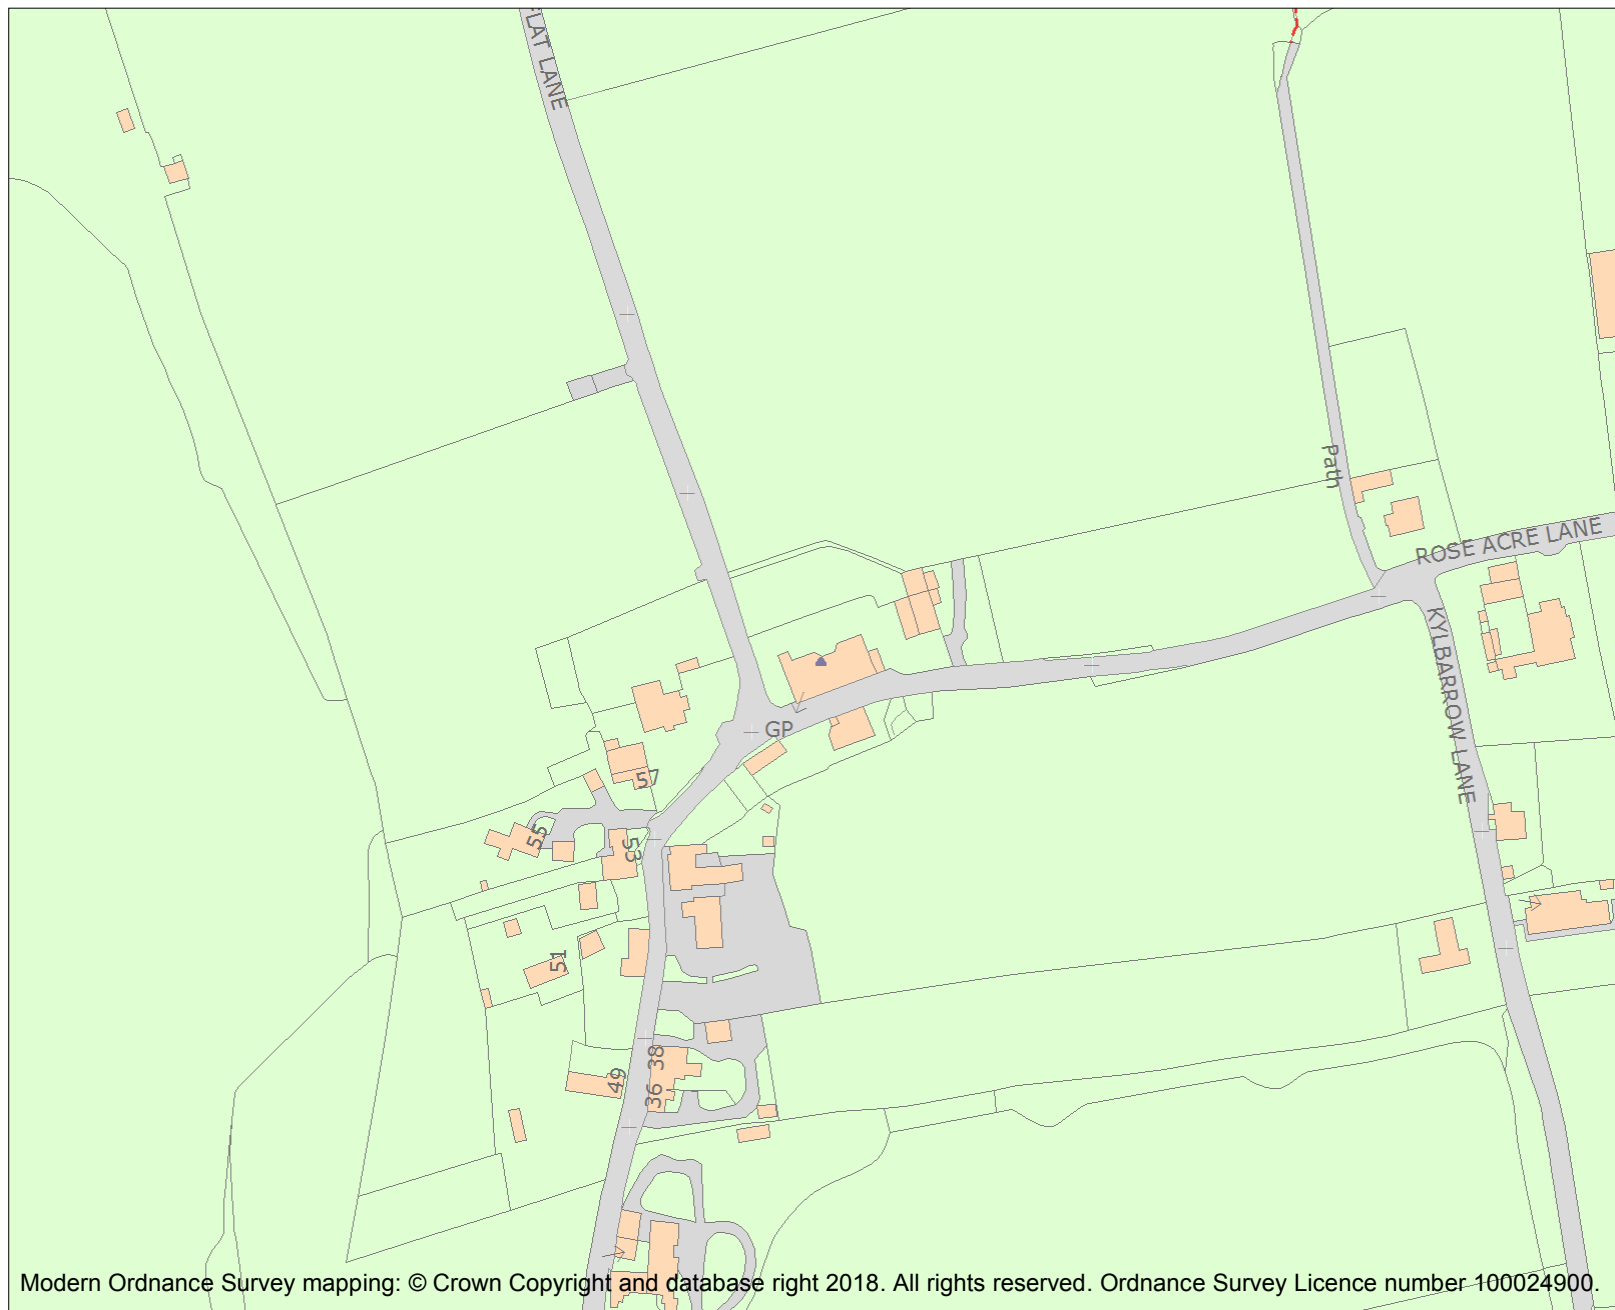 FLAT LANE
Path
ROSE ACRE LANE
KYLBARROW LANE
GP
57
55
53
51
49
38
36
Modern Ordnance Survey mapping: © Crown Copyright and database right 2018. All rights reserved. Ordnance Survey Licence number 100024900.